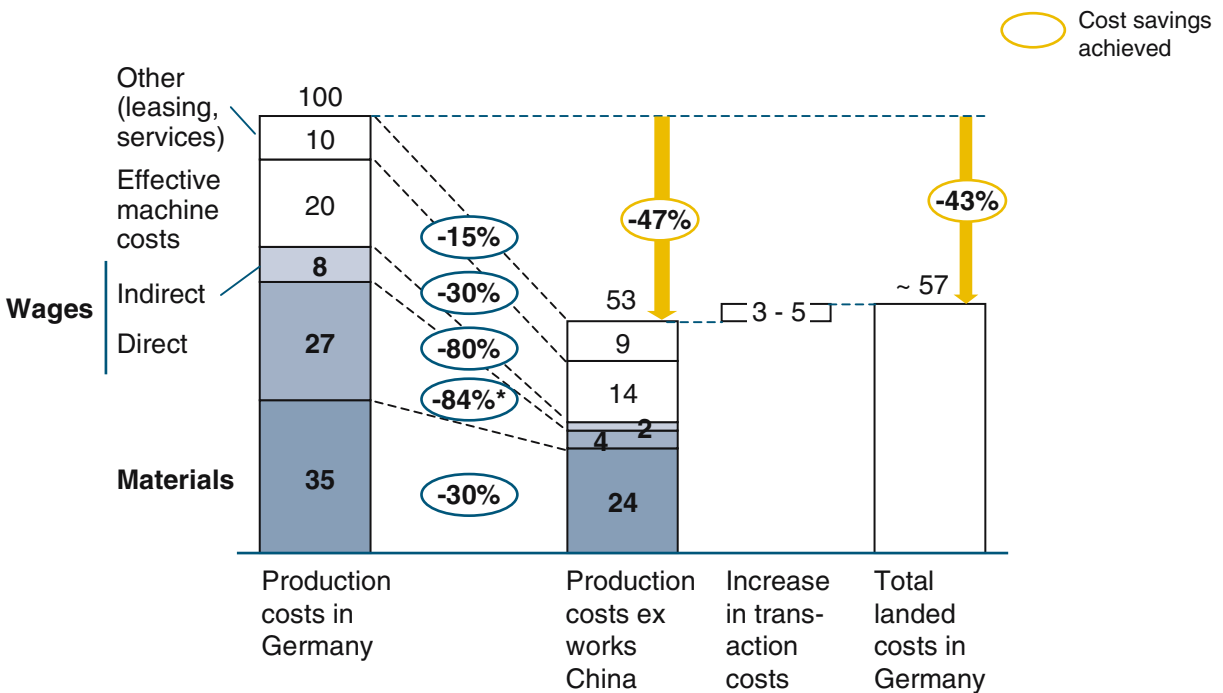 Cost savings
achieved
Other
(leasing,
services)
100
10
Effective
machine
costs
20
-15%
-47%
-43%
Wages
Indirect
8
-30%
53
3 - 5
~ 57
Direct
27
-80%
9
-84%*
14
2
4
Materials
35
-30%
24
Production
costs in
Germany
Production
costs ex
works
China
Increase
in trans-
action
costs
Total
landed
costs in
Germany